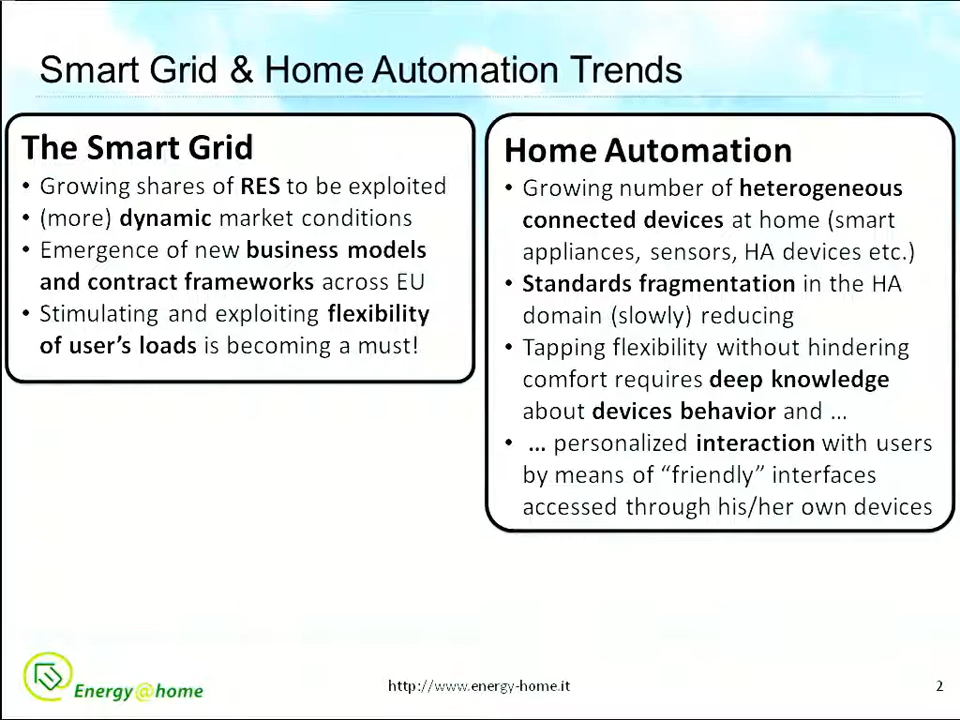 Smart Grid & Home Automation Trends
The Smart Grid
• Growing shares of RES to be exploited
• (more) dynamic market conditions
• Emergence of new business models
and contract frameworks across EU
• Stimulating and exploiting flexibility
of user's loads is becoming a must!
Home Automation
• Growing number of heterogeneous
connected devices at home (smart
appliances, sensors, HA devices etc.)
• Standards fragmentation in the HA
domain (slowly) reducing
• Tapping flexibility without hindering
comfort requires deep knowledge
about devices behavior and ...
• ... personalized interaction with users
by means of “friendly” interfaces
accessed through his/her own devices
Energy@home
http://www.energy-home.it
2